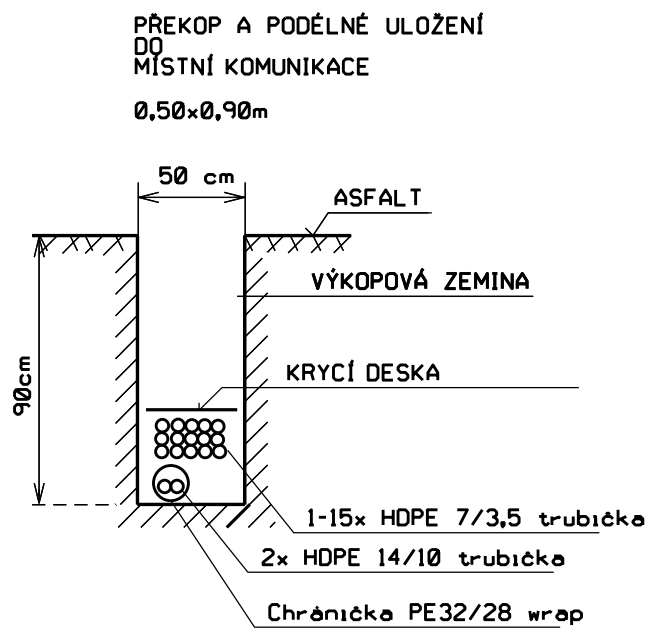 PŘEKOP A PODÉLNÉ ULOŽENÍ
DO
MÍSTNÍ KOMUNIKACE
0,50x0,90m
50 cm
ASFALT
VÝKOPOVÁ ZEMINA
KRYCÍ DESKA
90cm
1-15x HDPE 7/3,5 trubička
2x HDPE 14/10 trubička
Chránička PE32/28 wrap